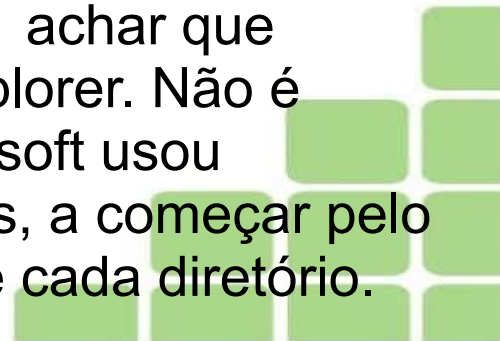 achar que
plorer. Não é
soft usou
s, a começar pelo
e cada diretório.